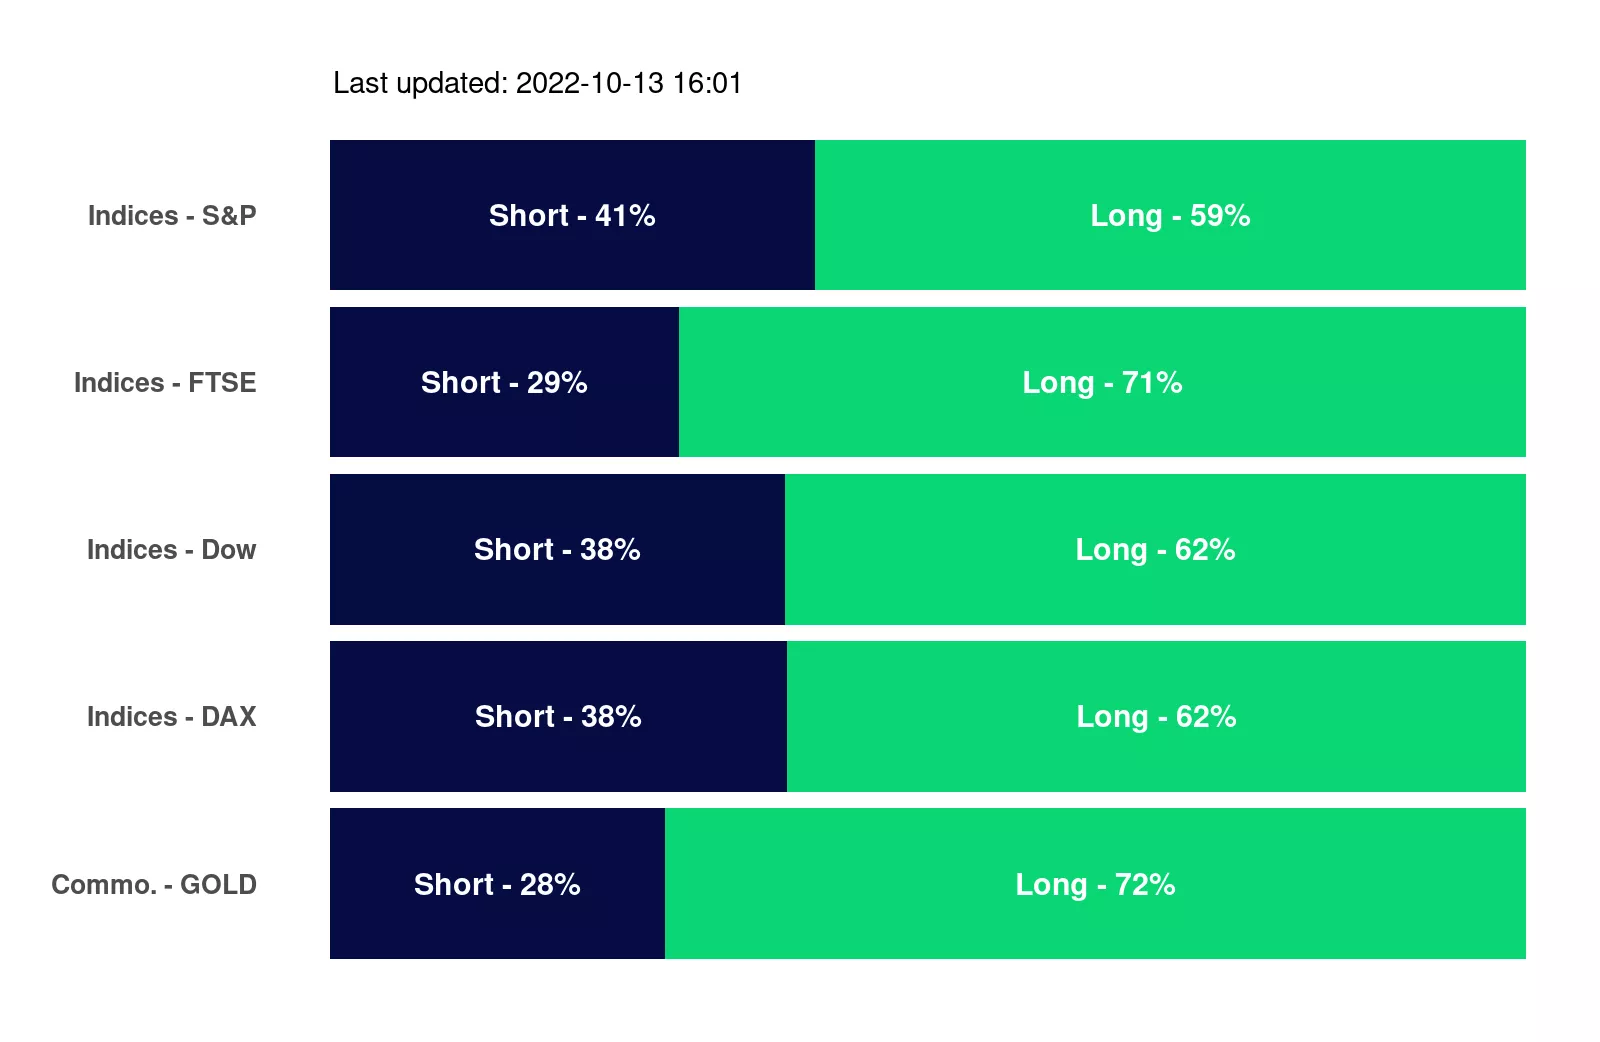 Last updated: 2022-10-13 16:01
Indices - S&P Short - 41% Long - 59%
Indices - FTSE Short - 29% Long - 71%
Indices - Dow Short - 38% Long - 62%
Indices - DAX Short - 38% Long - 62%
Commo. - GOLD Short - 28% Long - 72%